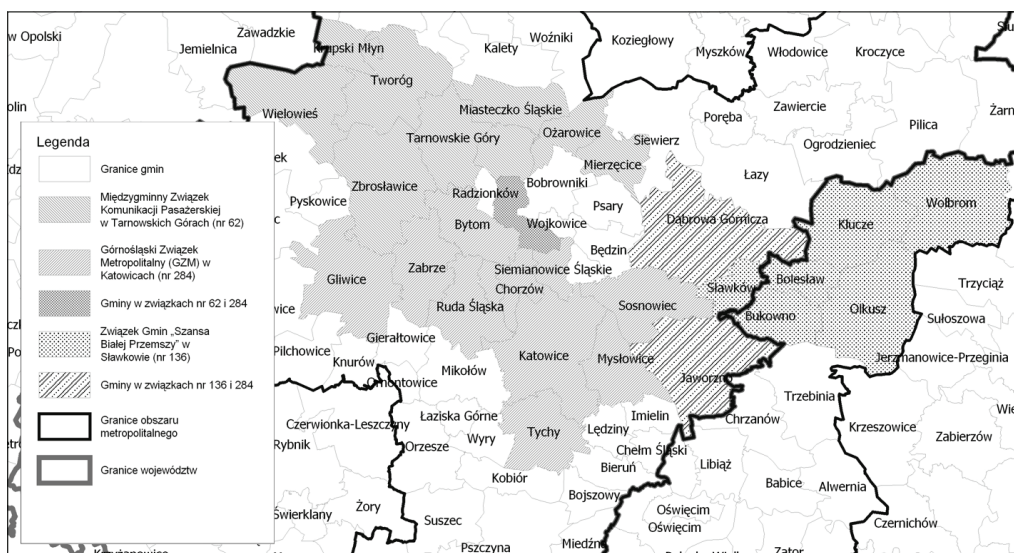 w Opolski
Zawadzkie
Jemielnica
Krupski Młyn
Kalety
Woźniki
Koziegłowy
Myszków
Włodowice
Kroczyce
Tworóg
Wielowieś
Miasteczko Śląskie
Zawiercie
Poręba
Pilica
Żar
Tarnowskie Góry
Ożarowice
Siewierz
Ogrodzieniec
Mierzęcice
Łazy
Zbrosławice
Radzionków
Bobrowniki
Pyskowice
Psary
Wolbrom
Bytom
Wojkowice
Dąbrowa Górnicza
Klucze
Będzin
Gliwice
Zabrze
Siemianowice Śląskie
Chorzów
Sławków
Bolesław
Trzyciąż
Ruda Śląska
Sosnowiec
Bukowno
Olkusz
Sułoszowa
Gierałtowice
Pilchowice
Knurów
Katowice
Mysłowice
Jerzmanowice-Przeginia
Ornontowice
Mikołów
Jaworzno
Trzebinia
Czerwionka-Leszczyny
Łaziska Górne
Imielin
Chrzanów
Krzeszowice
Rybnik
Orzesze
Wyry
Tychy
Lędziny
Zabierzów
Chełm Śląski
Bieruń
Libiąż
Kobiór
Babice
Alwernia
Bojszowy
Świerklany
Żory
Suszec
Oświęcim
Oświęcim
Czernichów
Pszczyna
Miedźna
Zator
Legenda
Granice gmin
Międzygminny Związek
Komunikacji Pasażerskiej
w Tarnowskich Górach (nr 62)
Górnośląski Związek
Metropolitalny (GZM) w
Katowicach (nr 284)
Gminy w związkach nr 62 i 284
Związek Gmin „Szansa
Białej Przemszy” w
Sławkowie (nr 136)
Gminy w związkach nr 136 i 284
Granice obszaru
metropolitalnego
Granice województw